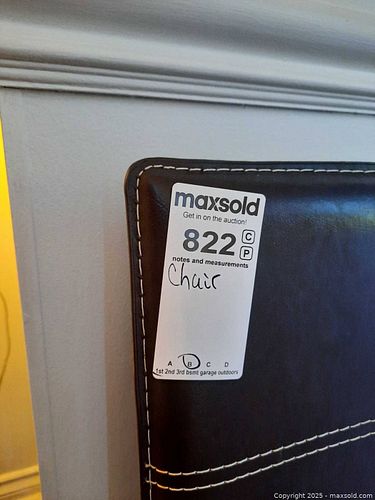 maxsold
Get in on the auction!
822 C
P
notes and measurements
Chair
A B C D
1st 2nd 3rd bsmt garage outdoors
© Copyright 2025 - maxsold.com